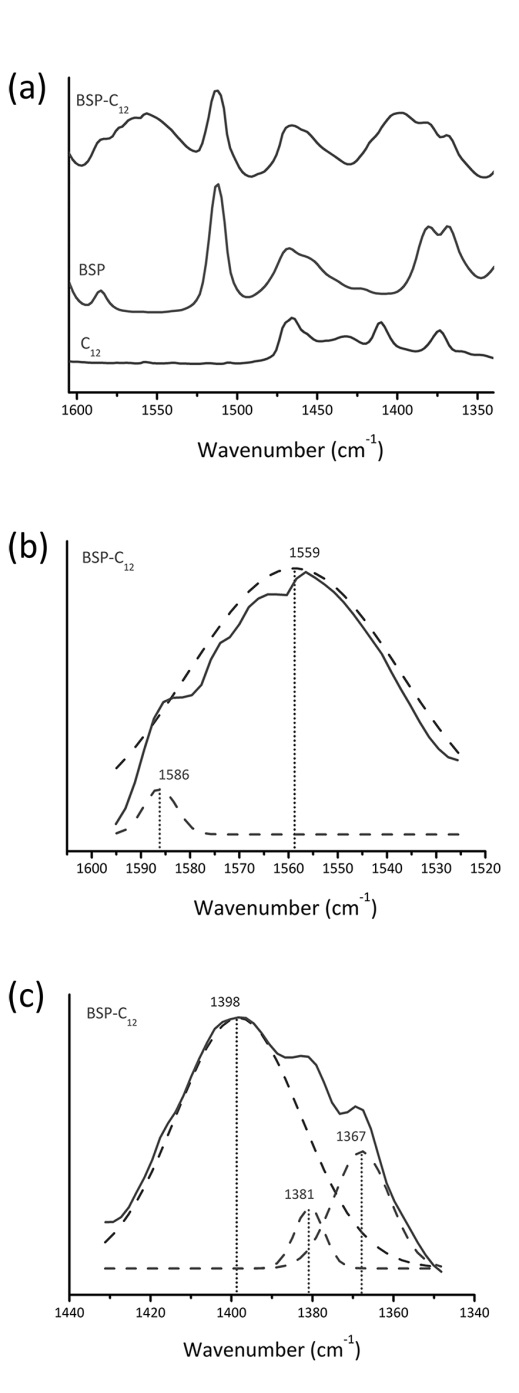 (a)
BSP-C12
BSP
C12
1600 1550 1500 1450 1400 1350
Wavenumber (cm-1)
(b)
BSP-C12
1559
1586
1600 1590 1580 1570 1560 1550 1540 1530 1520
Wavenumber (cm-1)
(c)
BSP-C12
1398
1367
1381
1440 1420 1400 1380 1360 1340
Wavenumber (cm-1)